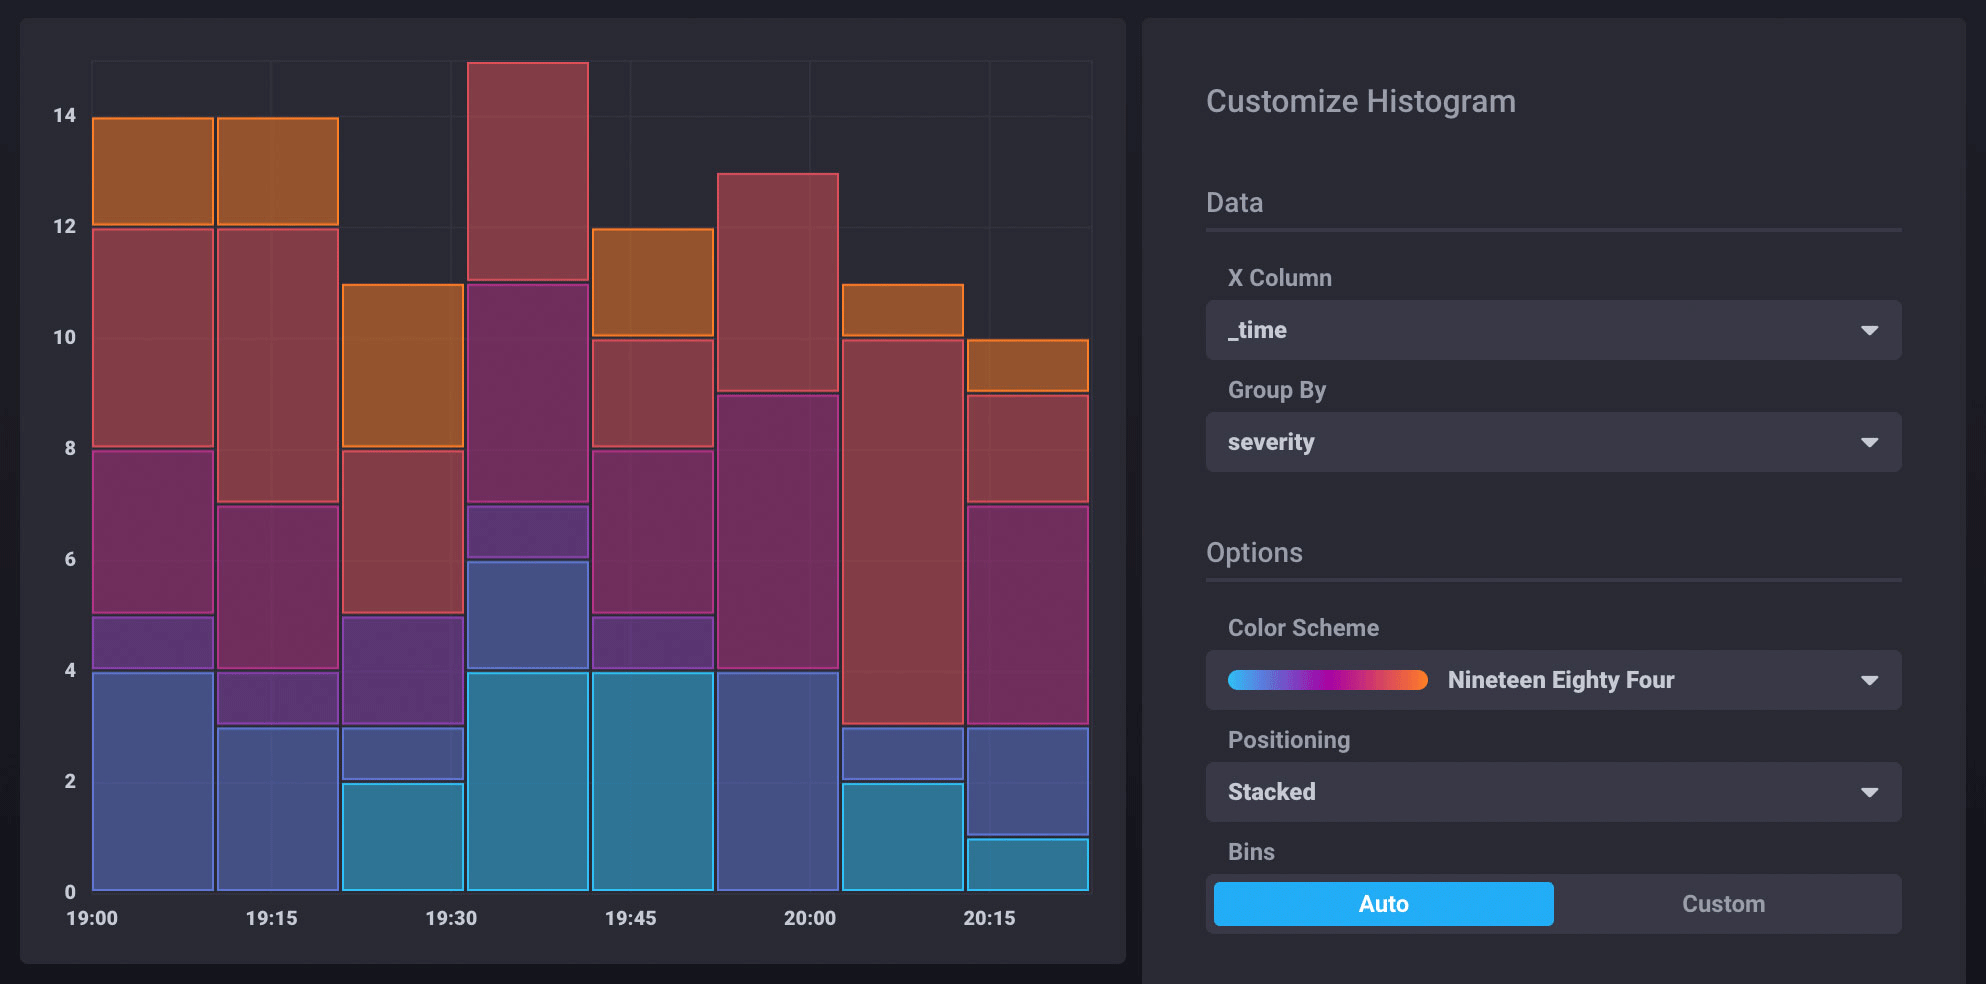 14
12
10
8
6
4
2
0
19:00 19:15 19:30 19:45 20:00 20:15
Customize Histogram
Data
X Column
_time
Group By
severity
Options
Color Scheme
Nineteen Eighty Four
Positioning
Stacked
Bins
Auto Custom